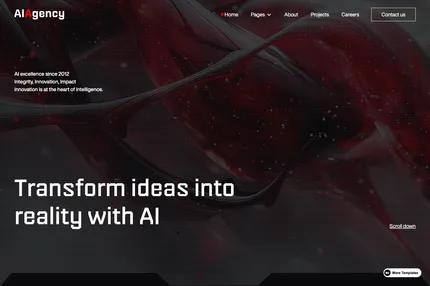 AIAgency
Home Pages About Projects Careers Contact us
AI excellence since 2012
Integrity, Innovation, Impact
Innovation is at the heart of Intelligence.
Transform ideas into
reality with AI
Scroll down
More Templates